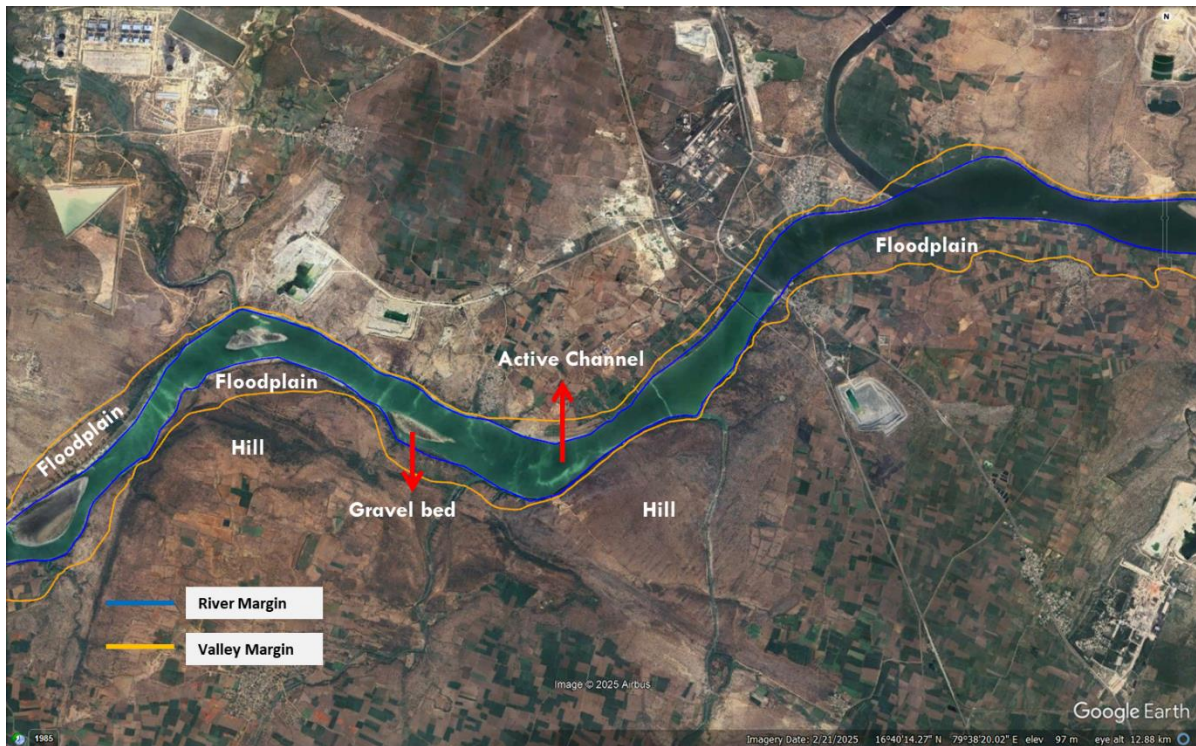 N
Floodplain
Active Channel
Floodplain
Floodplain
Hill
Gravel bed
Hill
River Margin
Valley Margin
Image © 2025 Airbus
Google Earth
1985
Imagery Date: 2/21/2025 16°40'14.27" N 79°38'20.02" E elev 97 m eye alt 12.88 km